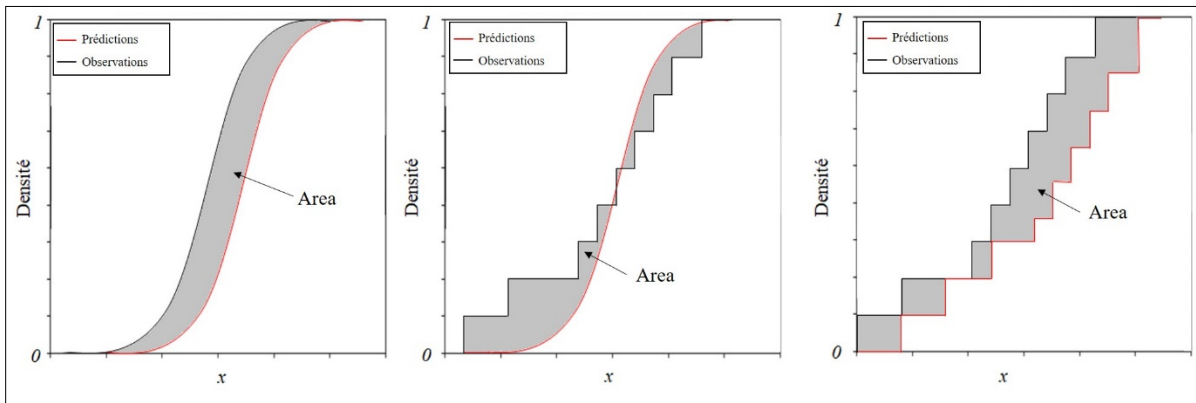 1
Prédictions
Observations
Densité
Area
0
x
1
Prédictions
Observations
Densité
Area
0
x
1
Prédictions
Observations
Densité
Area
0
x